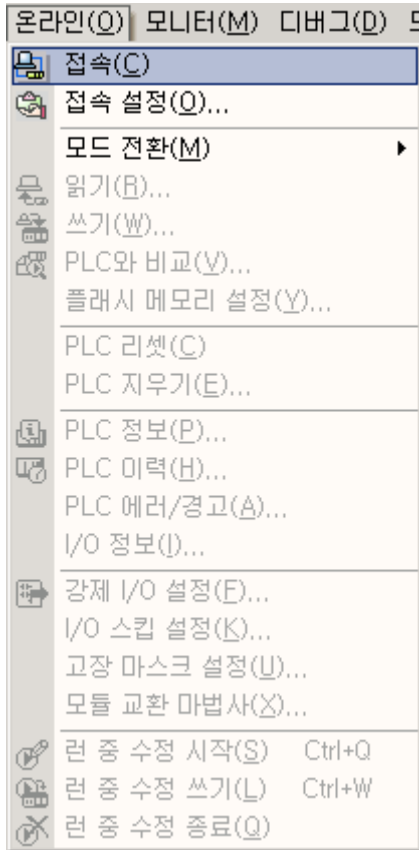 온라인(O) 모니터(M) 디버그(D)
접속(C)
접속 설정(O)...
모드 전환(M)
읽기(R)...
쓰기(W)...
PLC와 비교(V)...
플래시 메모리 설정(Y)...
PLC 리셋(C)
PLC 지우기(E)...
PLC 정보(P)...
PLC 이력(H)...
PLC 에러/경고(A)...
I/O 정보(I)...
강제 I/O 설정(F)...
I/O 스킵 설정(K)...
고장 마스크 설정(U)...
모듈 교환 마법사(X)...
런 중 수정 시작(S) Ctrl+Q
런 중 수정 쓰기(L) Ctrl+W
런 중 수정 종료(Q)